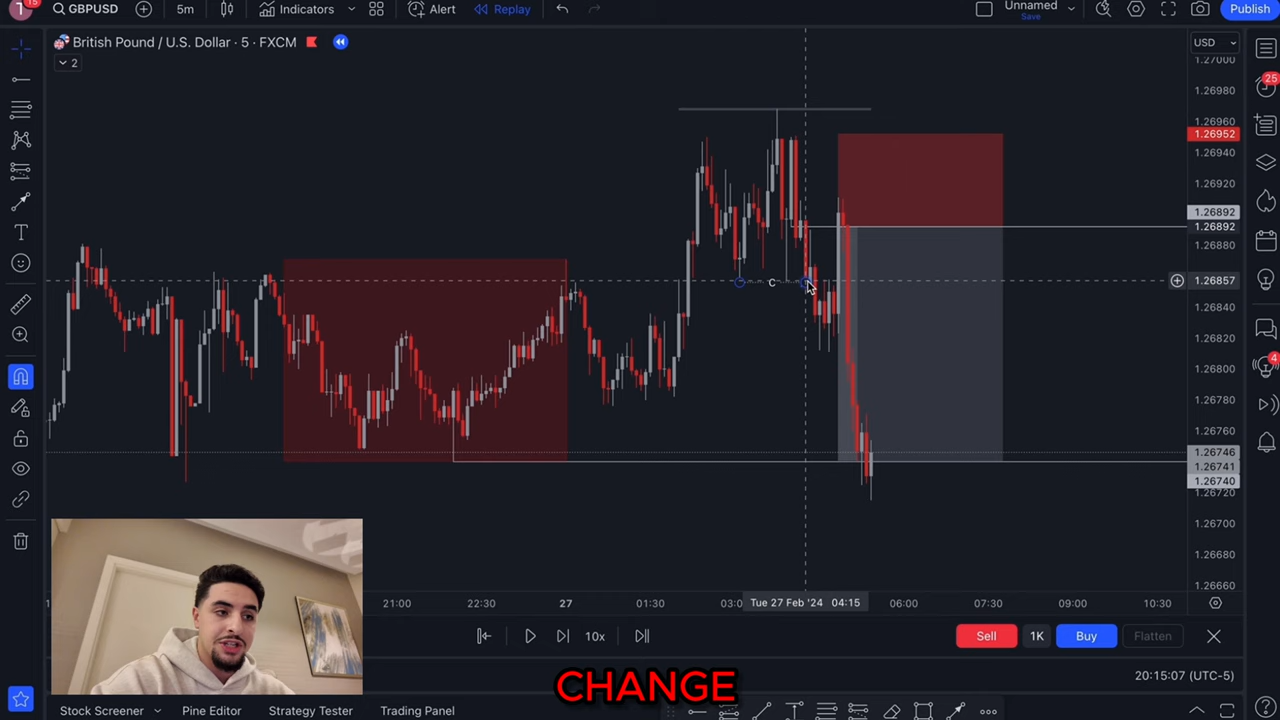 15
GBPUSD
5m
Indicators
Alert
Replay
Unnamed
Save
Publish
British Pound / U.S. Dollar · 5 · FXCM
2
USD
1.27000
1.26980
1.26960
1.26952
1.26940
1.26920
1.26892
1.26892
1.26880
1.26857
1.26840
1.26820
1.26800
1.26780
1.26760
1.26746
1.26741
1.26740
1.26720
1.26700
1.26680
1.26660
25
4
C
21:00
22:30
27
01:30
03:0
Tue 27 Feb '24 04:15
06:00
07:30
09:00
10:30
10x
Sell
1K
Buy
Flatten
20:15:07 (UTC-5)
CHANGE
Stock Screener
Pine Editor
Strategy Tester
Trading Panel